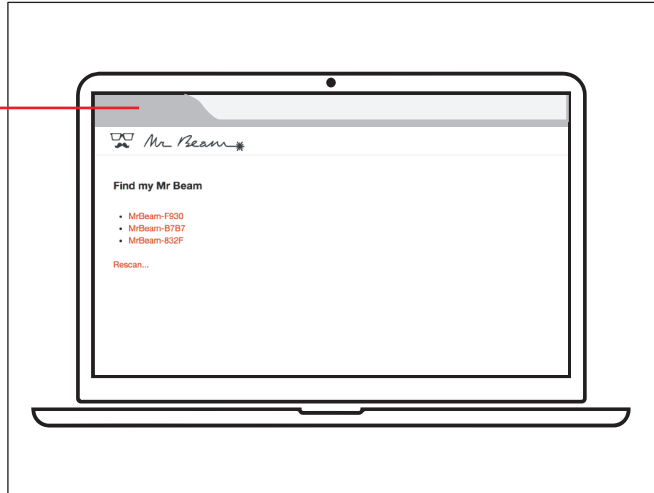 Mr Beam
Find my Mr Beam
• MrBeam-F930
• MrBeam-B7B7
• MrBeam-832F
Rescan...